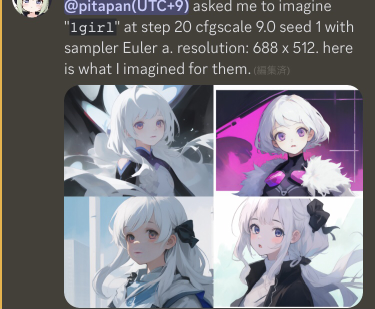 @pitapan(UTC+9) asked me to imagine
"1girl" at step 20 cfgscale 9.0 seed 1 with
sampler Euler a. resolution: 688 x 512. here
is what I imagined for them. (編集済)